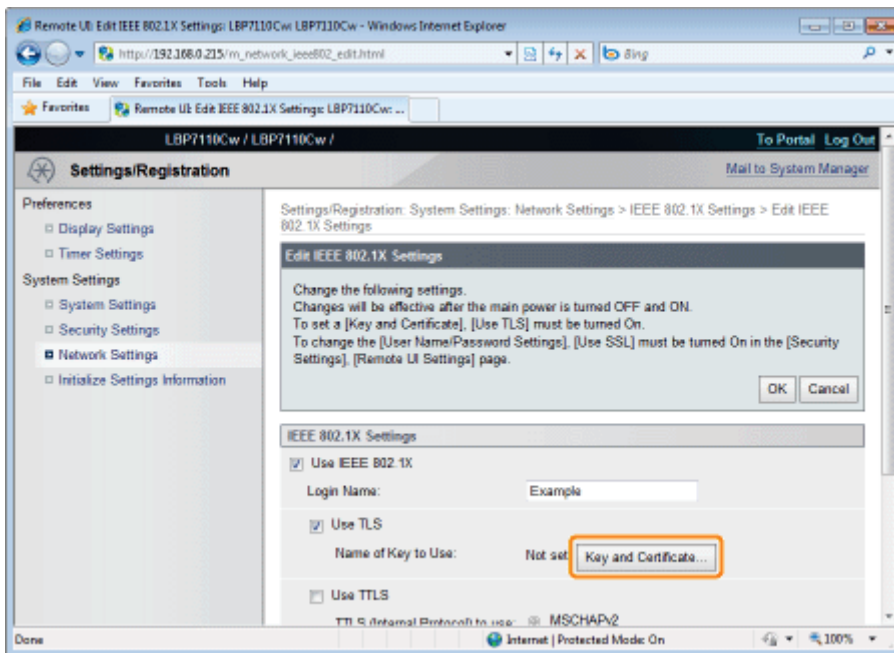 Remote UI: Edit IEEE 802.1X Settings: LBP7110Cw: LBP7110Cw - Windows Internet Explorer
http://192.168.0.215/m_network_ieee802_edit.html
Bing
File Edit View Favorites Tools Help
Favorites
Remote UI: Edit IEEE 802.1X Settings: LBP7110Cw: ...
LBP7110Cw / LBP7110Cw /
To Portal Log Out
Settings/Registration
Mail to System Manager
Preferences
Display Settings
Timer Settings
System Settings
System Settings
Security Settings
Network Settings
Initialize Settings Information
Settings/Registration: System Settings: Network Settings > IEEE 802.1X Settings > Edit IEEE
802.1X Settings
Edit IEEE 802.1X Settings
Change the following settings.
Changes will be effective after the main power is turned OFF and ON.
To set a [Key and Certificate], [Use TLS] must be turned On.
To change the [User Name/Password Settings], [Use SSL] must be turned On in the [Security
Settings], [Remote UI Settings] page.
OK Cancel
IEEE 802.1X Settings
Use IEEE 802.1X
Login Name: Example
Use TLS
Name of Key to Use: Not set Key and Certificate...
Use TTLS
TTLS (Internal Protocol) to use: MSCHAPv2
Done
Internet | Protected Mode: On
100%